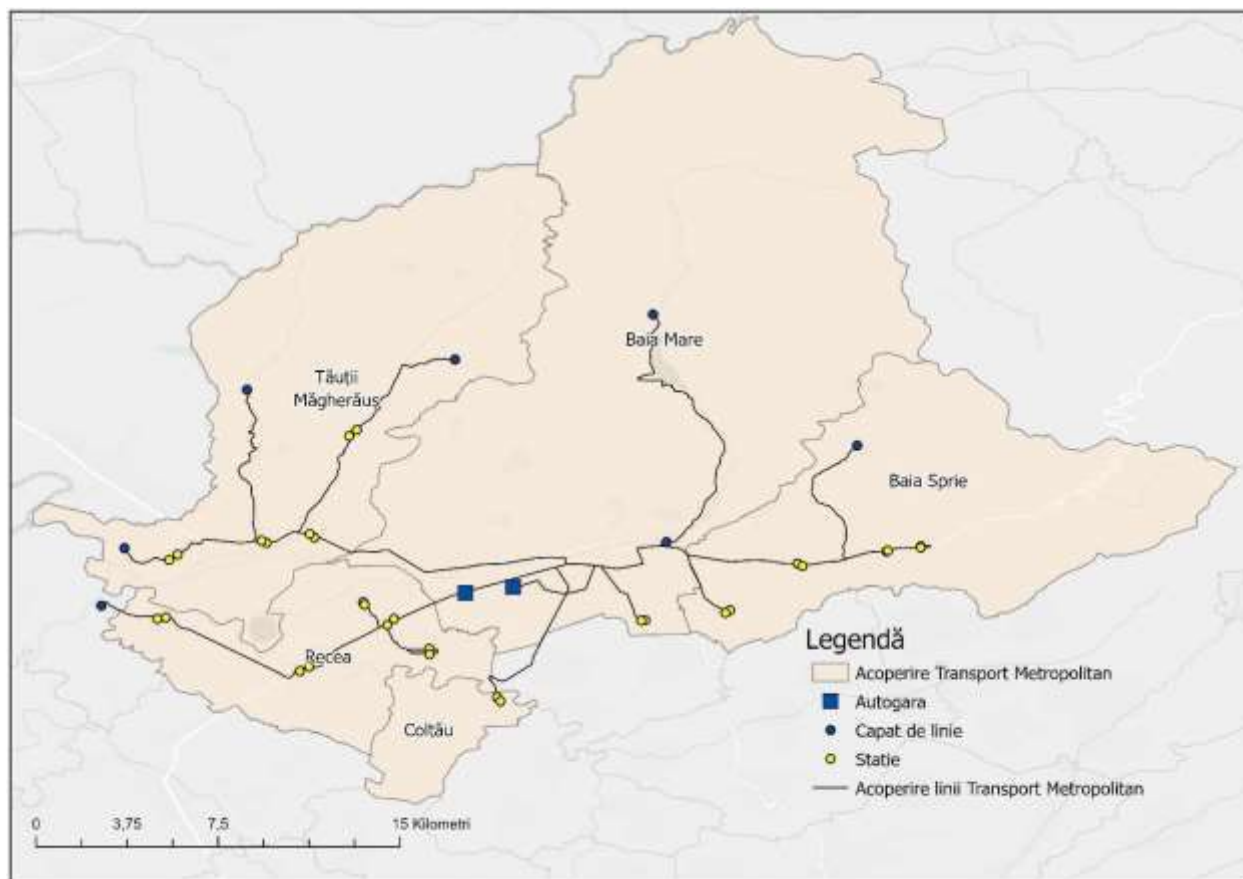 Baia Mare
Tăuții
Măgherăuș
Baia Sprie
Recea
Coltău
Legendă
Acoperire Transport Metropolitan
Autogara
Capat de linie
Statie
Acoperire linii Transport Metropolitan
0 3,75 7,5 15 Kilometri